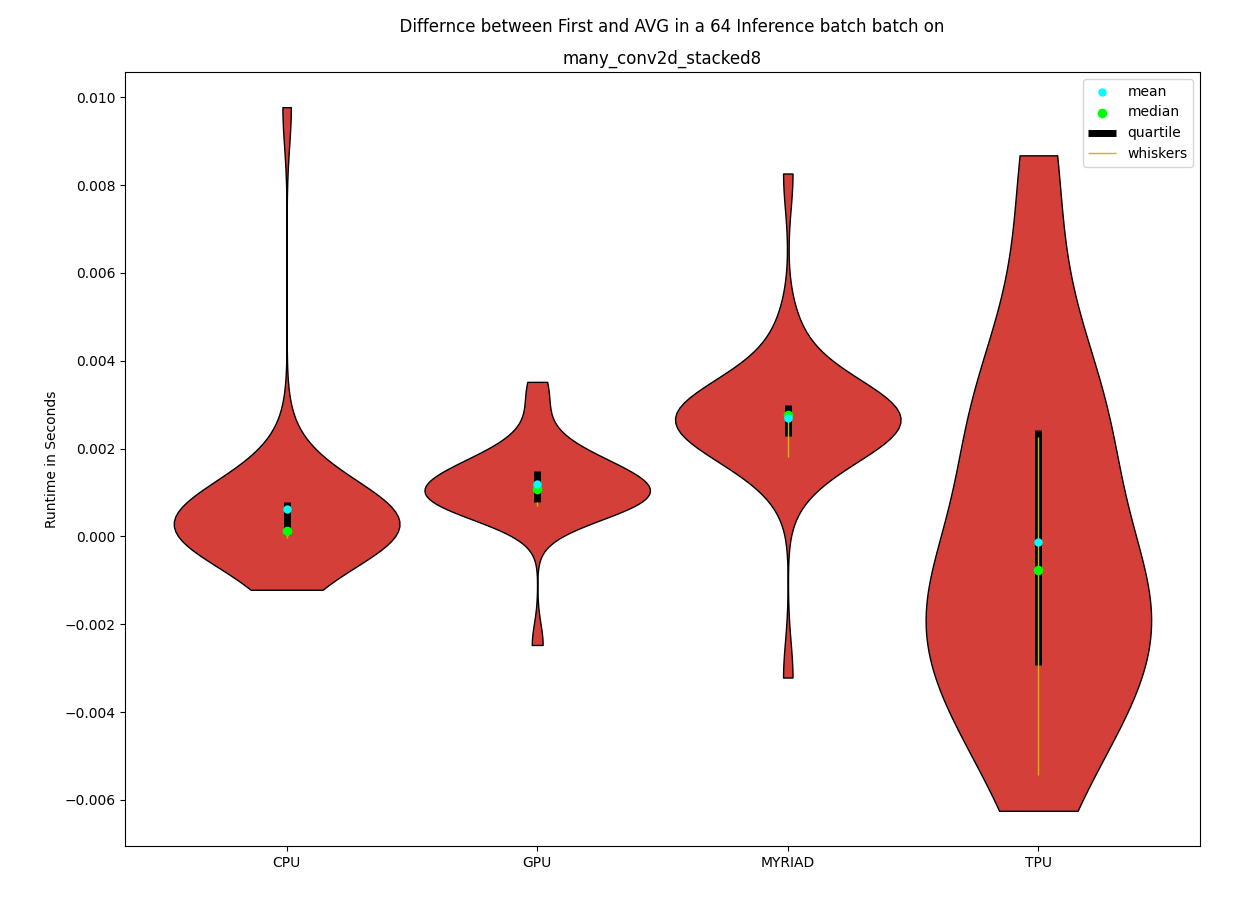 Differnce between First and AVG in a 64 Inference batch batch on
many_conv2d_stacked8
mean
median
quartile
whiskers
0.010
0.008
0.006
0.004
0.002
0.000
−0.002
−0.004
−0.006
Runtime in Seconds
CPU
GPU
MYRIAD
TPU